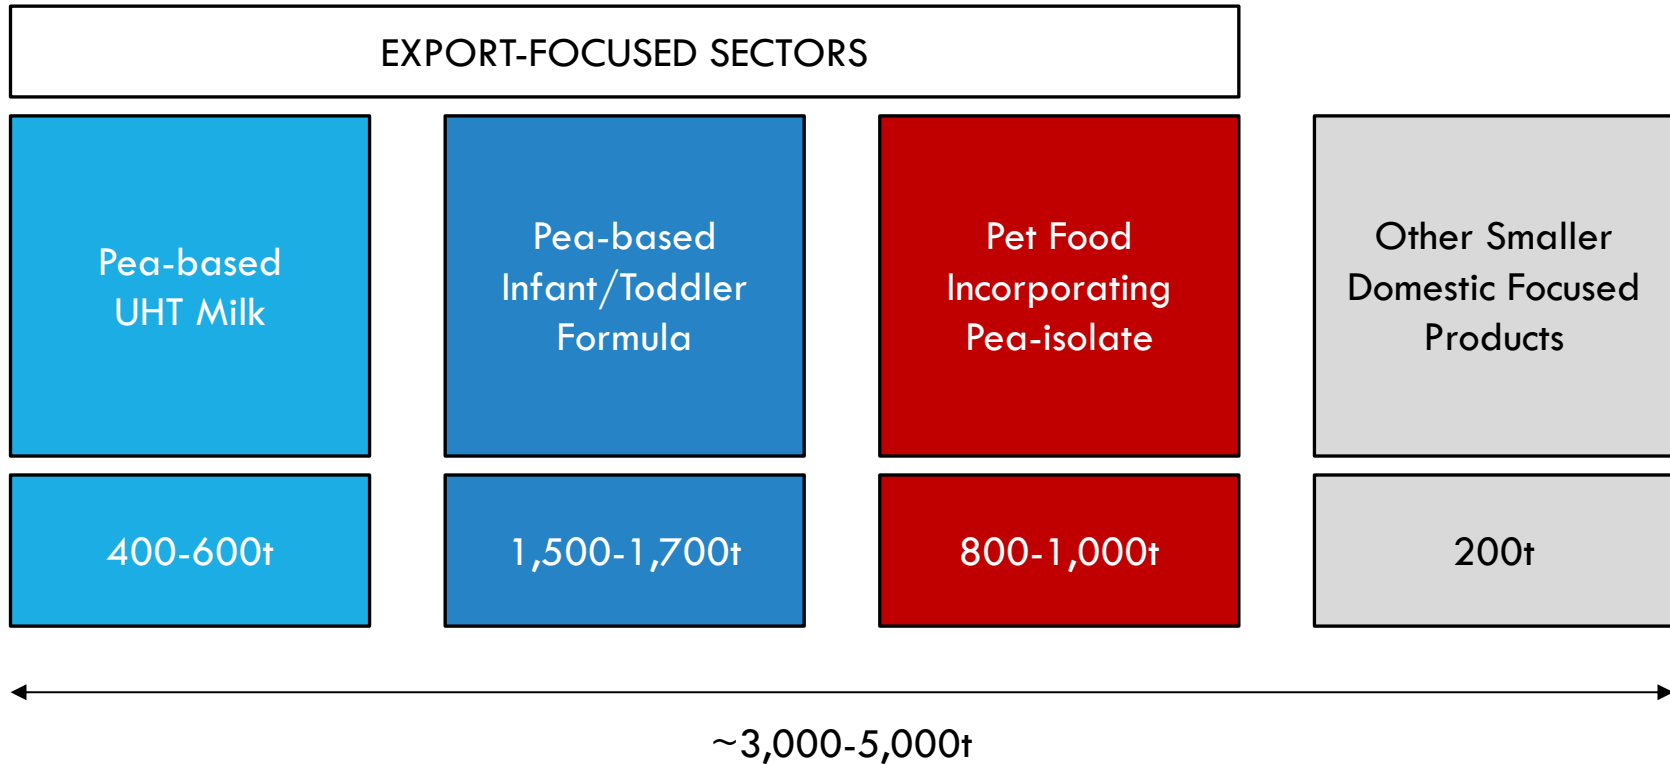 EXPORT-FOCUSED SECTORS
Pea-based
UHT Milk
Pea-based
Infant/Toddler
Formula
Pet Food
Incorporating
Pea-isolate
Other Smaller
Domestic Focused
Products
400-600t
1,500-1,700t
800-1,000t
200t
~3,000-5,000t